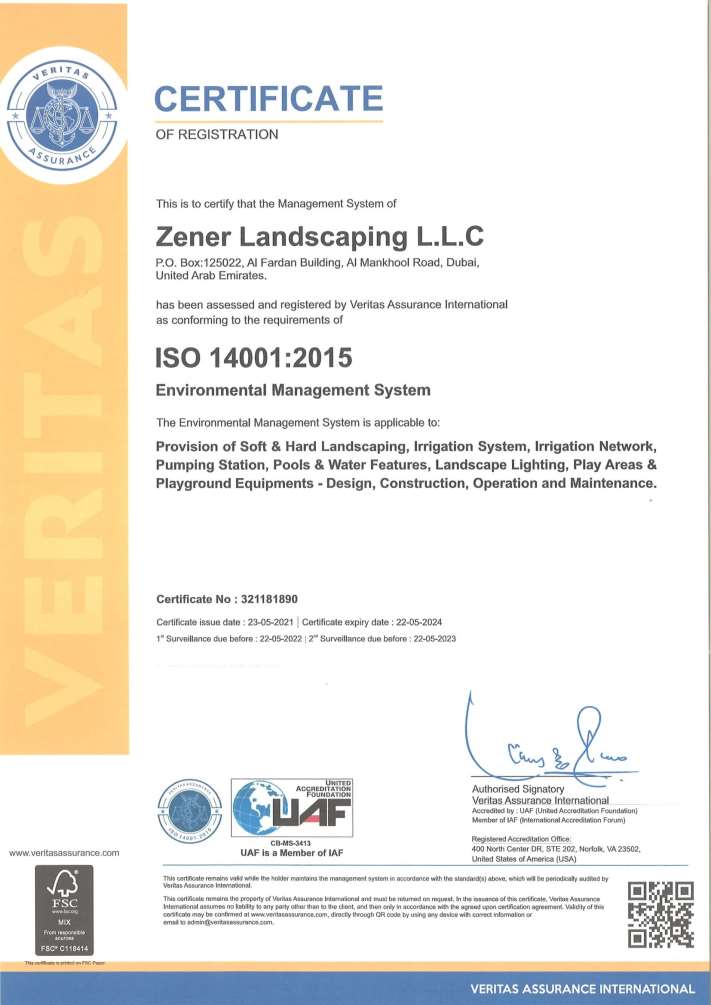 VERITAS
ASSURANCE
CERTIFICATE
OF REGISTRATION
This is to certify that the Management System of
Zener Landscaping L.L.C
P.O. Box:125022, Al Fardan Building, Al Mankhool Road, Dubai,
United Arab Emirates.
has been assessed and registered by Veritas Assurance International
as conforming to the requirements of
ISO 14001:2015
Environmental Management System
The Environmental Management System is applicable to:
Provision of Soft & Hard Landscaping, Irrigation System, Irrigation Network,
Pumping Station, Pools & Water Features, Landscape Lighting, Play Areas &
Playground Equipments - Design, Construction, Operation and Maintenance.
VERITAS
Certificate No : 321181890
Certificate issue date : 23-05-2021 | Certificate expiry date : 22-05-2024
1st Surveillance due before : 22-05-2022 | 2nd Surveillance due before : 22-05-2023
Authorised Signatory
Veritas Assurance International
Accredited by : UAF (United Accreditation Foundation)
Member of IAF (International Accreditation Forum)
Registered Accreditation Office:
400 North Center DR, STE 202, Norfolk, VA 23502,
United States of America (USA)
VERITAS ASSURANCE
ISO 14001:2015
UNITED
ACCREDITATION
FOUNDATION
UAF
CB-MS-3413
UAF is a Member of IAF
www.veritasassurance.com
FSC
www.fsc.org
MIX
From responsible
sources
FSC® C118414
This certificate is printed on FSC Paper
This certificate remains valid while the holder maintains the management system in accordance with the standard(s) above, which will be periodically audited by
Veritas Assurance International.
This certificate remains the property of Veritas Assurance International and must be returned on request. In the issuance of this certificate, Veritas Assurance
International assumes no liability to any party other than to the client, and then only in accordance with the agreed upon certification agreement. Validity of this
certificate may be confirmed at www.veritasassurance.com, directly through QR code by using any device with correct information or
email to admin@veritasassurance.com.
VERITAS ASSURANCE INTERNATIONAL